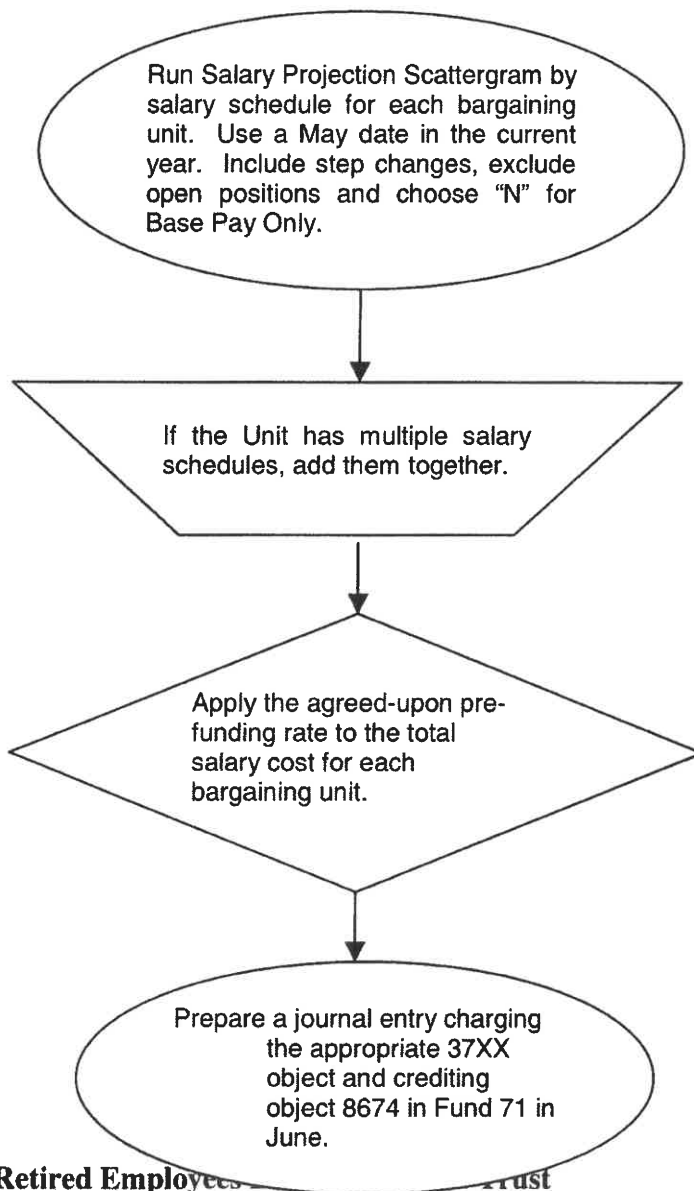 Run Salary Projection Scattergram by
salary schedule for each bargaining
unit. Use a May date in the current
year. Include step changes, exclude
open positions and choose “N” for
Base Pay Only.
If the Unit has multiple salary
schedules, add them together.
Apply the agreed-upon pre-
funding rate to the total
salary cost for each
bargaining unit.
Prepare a journal entry charging
the appropriate 37XX
object and crediting
object 8674 in Fund 71 in
June.
Retired Employees Trust